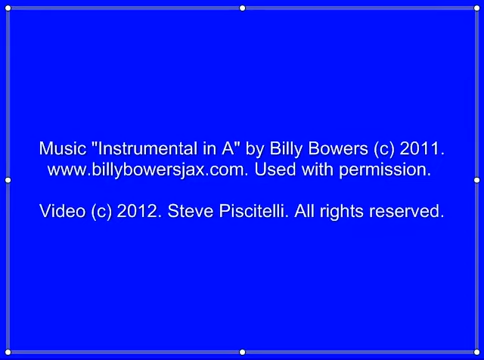 Music "Instrumental in A" by Billy Bowers (c) 2011.
www.billybowersjax.com. Used with permission.
Video (c) 2012. Steve Piscitelli. All rights reserved.